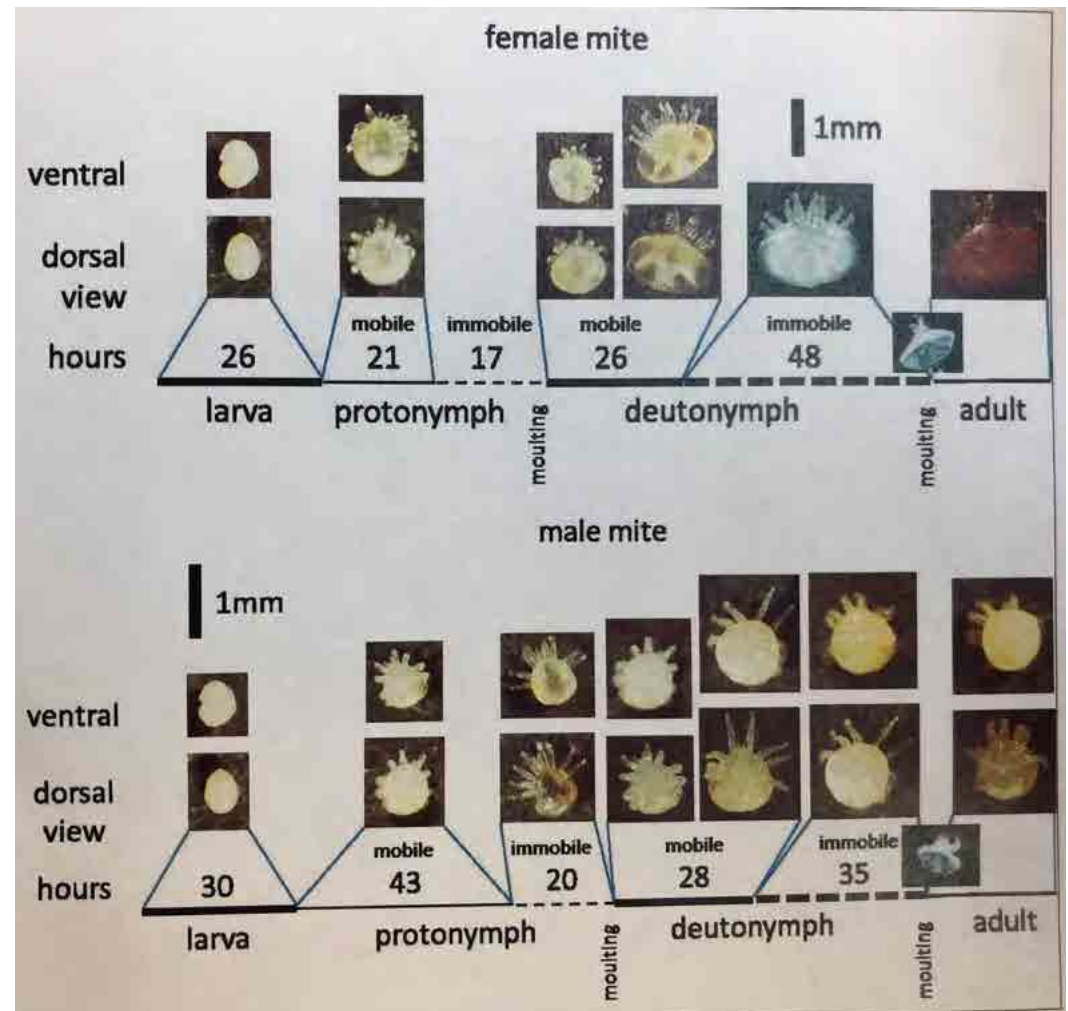 female mite
1mm
ventral
dorsal
view
mobile immobile mobile immobile
hours 26 21 17 26 48
larva protonymph moulting deutonymph moulting adult
male mite
1mm
ventral
dorsal
view
mobile immobile mobile immobile
hours 30 43 20 28 35
larva protonymph moulting deutonymph moulting adult